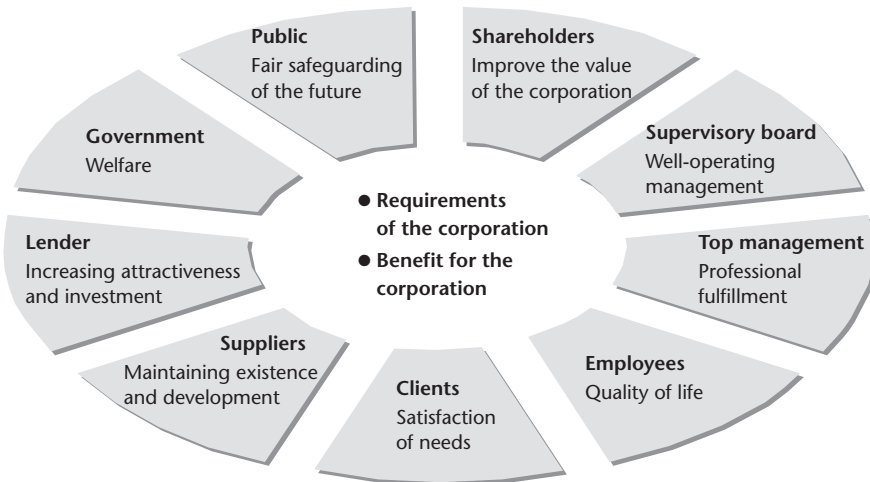 Public
Fair safeguarding
of the future
Shareholders
Improve the value
of the corporation
Government
Welfare
Supervisory board
Well-operating
management
● Requirements
of the corporation
● Benefit for the
corporation
Lender
Increasing attractiveness
and investment
Top management
Professional
fulfillment
Suppliers
Maintaining existence
and development
Clients
Satisfaction
of needs
Employees
Quality of life